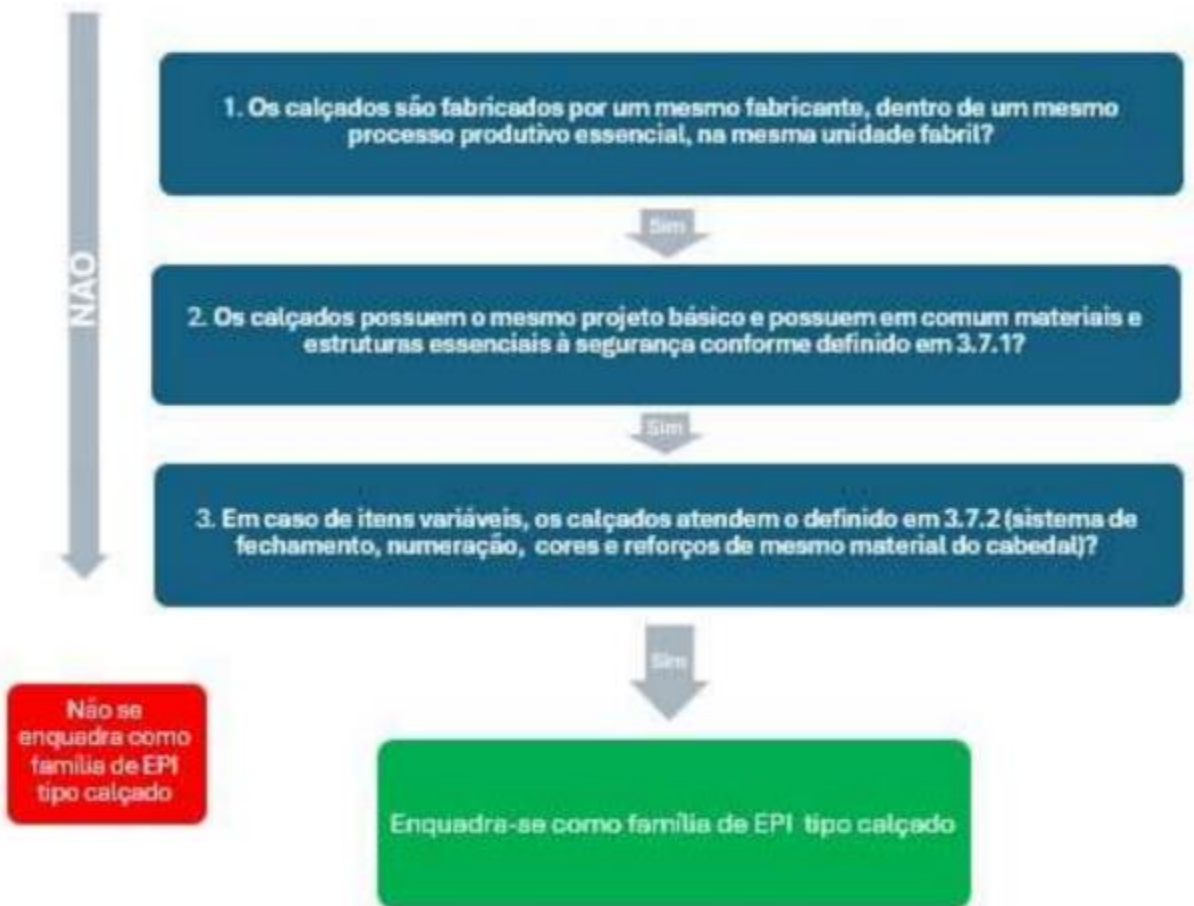 1. Os calçados são fabricados por um mesmo fabricante, dentro de um mesmo
processo produtivo essencial, na mesma unidade fabril?
Sim
NÃO
2. Os calçados possuem o mesmo projeto básico e possuem em comum materiais e
estruturas essenciais à segurança conforme definido em 3.7.1?
Sim
3. Em caso de itens variáveis, os calçados atendem o definido em 3.7.2 (sistema de
fechamento, numeração, cores e reforços de mesmo material do cabedal)?
Sim
Não se
enquadra como
família de EPI
tipo calçado
Enquadra-se como família de EPI tipo calçado